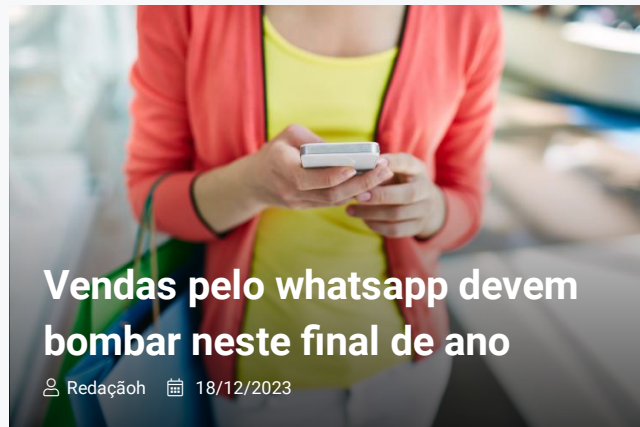 Vendas pelo whatsapp devem
bombar neste final de ano
Redaçãoh 18/12/2023